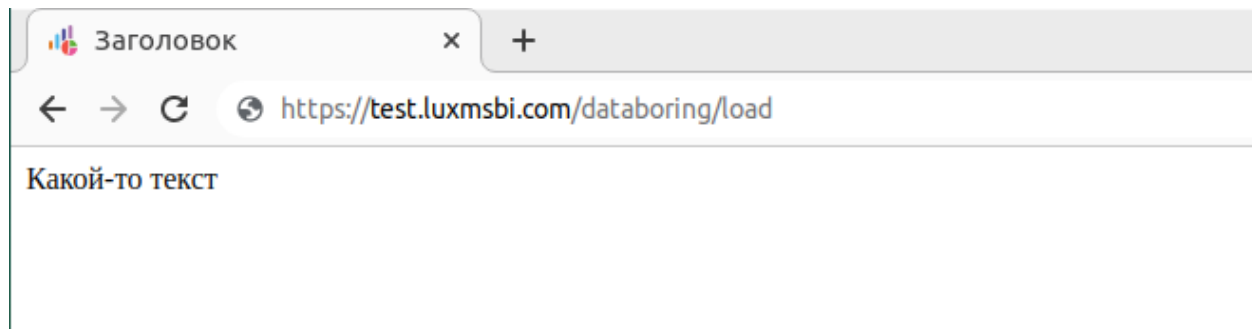 Заголовок
https://test.luxmsbi.com/databoring/load
Какой-то текст